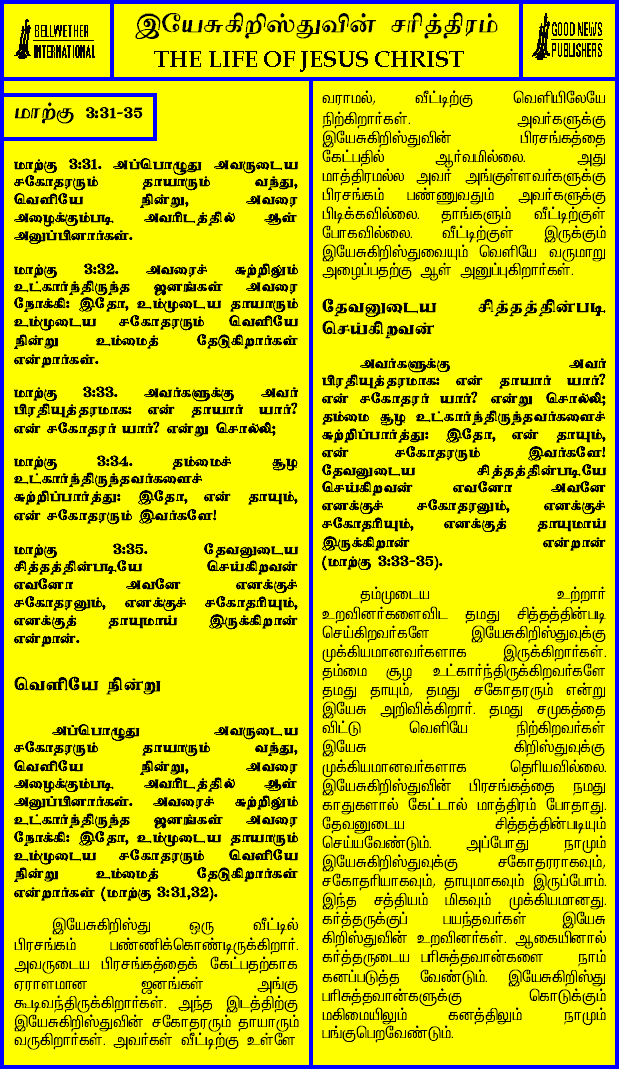 BELLWETHER
INTERNATIONAL
இயேசுகிறிஸ்துவின் சரித்திரம்
THE LIFE OF JESUS CHRIST
GOOD NEWS
PUBLISHERS
மாற்கு 3:31-35
மாற்கு 3:31. அப்பொழுது அவருடைய
சகோதரரும் தாயாரும் வந்து,
வெளியே நின்று, அவரை
அழைக்கும்படி அவரிடத்தில் ஆள்
அனுப்பினார்கள்.
மாற்கு 3:32. அவரைச் சுற்றிலும்
உட்கார்ந்திருந்த ஜனங்கள் அவரை
நோக்கி: இதோ, உம்முடைய தாயாரும்
உம்முடைய சகோதரரும் வெளியே
நின்று உம்மைத் தேடுகிறார்கள்
என்றார்கள்.
மாற்கு 3:33. அவர்களுக்கு அவர்
பிரதியுத்தரமாக: என் தாயார் யார்?
என் சகோதரர் யார்? என்று சொல்லி;
மாற்கு 3:34. தம்மைச் சூழ
உட்கார்ந்திருந்தவர்களைச்
சுற்றிப்பார்த்து: இதோ, என் தாயும்,
என் சகோதரரும் இவர்களே!
மாற்கு 3:35. தேவனுடைய
சித்தத்தின்படியே செய்கிறவன்
எவனோ அவனே எனக்குச்
சகோதரனும், எனக்குச் சகோதரியும்,
எனக்குத் தாயுமாய் இருக்கிறான்
என்றான்.
வெளியே நின்று
அப்பொழுது அவருடைய
சகோதரரும் தாயாரும் வந்து,
வெளியே நின்று, அவரை
அழைக்கும்படி அவரிடத்தில் ஆள்
அனுப்பினார்கள். அவரைச் சுற்றிலும்
உட்கார்ந்திருந்த ஜனங்கள் அவரை
நோக்கி: இதோ, உம்முடைய தாயாரும்
உம்முடைய சகோதரரும் வெளியே
நின்று உம்மைத் தேடுகிறார்கள்
என்றார்கள் (மாற்கு 3:31,32).
இயேசுகிறிஸ்து ஒரு வீட்டில்
பிரசங்கம் பண்ணிக்கொண்டிருக்கிறார்.
அவருடைய பிரசங்கத்தைக் கேட்பதற்காக
ஏராளமான ஜனங்கள் அங்கு
கூடிவந்திருக்கிறார்கள். அந்த இடத்திற்கு
இயேசுகிறிஸ்துவின் சகோதரரும் தாயாரும்
வருகிறார்கள். அவர்கள் வீட்டிற்கு உள்ளே
வராமல், வீட்டிற்கு வெளியிலேயே
நிற்கிறார்கள். அவர்களுக்கு
இயேசுகிறிஸ்துவின் பிரசங்கத்தை
கேட்பதில் ஆர்வமில்லை. அது
மாத்திரமல்ல அவர் அங்குள்ளவர்களுக்கு
பிரசங்கம் பண்ணுவதும் அவர்களுக்கு
பிடிக்கவில்லை. தாங்களும் வீட்டிற்குள்
போகவில்லை. வீட்டிற்குள் இருக்கும்
இயேசுகிறிஸ்துவையும் வெளியே வருமாறு
அழைப்பதற்கு ஆள் அனுப்புகிறார்கள்.
தேவனுடைய சித்தத்தின்படி
செய்கிறவன்
அவர்களுக்கு அவர்
பிரதியுத்தரமாக: என் தாயார் யார்?
என் சகோதரர் யார்? என்று சொல்லி;
தம்மை சூழ உட்கார்ந்திருந்தவர்களைச்
சுற்றிப்பார்த்து: இதோ, என் தாயும்,
என் சகோதரரும் இவர்களே!
தேவனுடைய சித்தத்தின்படியே
செய்கிறவன் எவனோ அவனே
எனக்குச் சகோதரனும், எனக்குச்
சகோதரியும், எனக்குத் தாயுமாய்
இருக்கிறான் என்றான்
(மாற்கு 3:33-35).
தம்முடைய உற்றார்
உறவினர்களைவிட தமது சித்தத்தின்படி
செய்கிறவர்களே இயேசுகிறிஸ்துவுக்கு
முக்கியமானவர்களாக இருக்கிறார்கள்.
தம்மை சூழ உட்கார்ந்திருக்கிறவர்களே
தமது தாயும், தமது சகோதரரும் என்று
இயேசு அறிவிக்கிறார். தமது சமுகத்தை
விட்டு வெளியே நிற்கிறவர்கள்
இயேசு கிறிஸ்துவுக்கு
முக்கியமானவர்களாக தெரியவில்லை.
இயேசுகிறிஸ்துவின் பிரசங்கத்தை நமது
காதுகளால் கேட்டால் மாத்திரம் போதாது.
தேவனுடைய சித்தத்தின்படியும்
செய்யவேண்டும். அப்போது நாமும்
இயேசுகிறிஸ்துவுக்கு சகோதரராகவும்,
சகோதரியாகவும், தாயுமாகவும் இருப்போம்.
இந்த சத்தியம் மிகவும் முக்கியமானது.
கர்த்தருக்குப் பயந்தவர்கள் இயேசு
கிறிஸ்துவின் உறவினர்கள். ஆகையினால்
கர்த்தருடைய பரிசுத்தவான்களை நாம்
கனப்படுத்த வேண்டும். இயேசுகிறிஸ்து
பரிசுத்தவான்களுக்கு கொடுக்கும்
மகிமையிலும் கனத்திலும் நாமும்
பங்குபெறவேண்டும்.